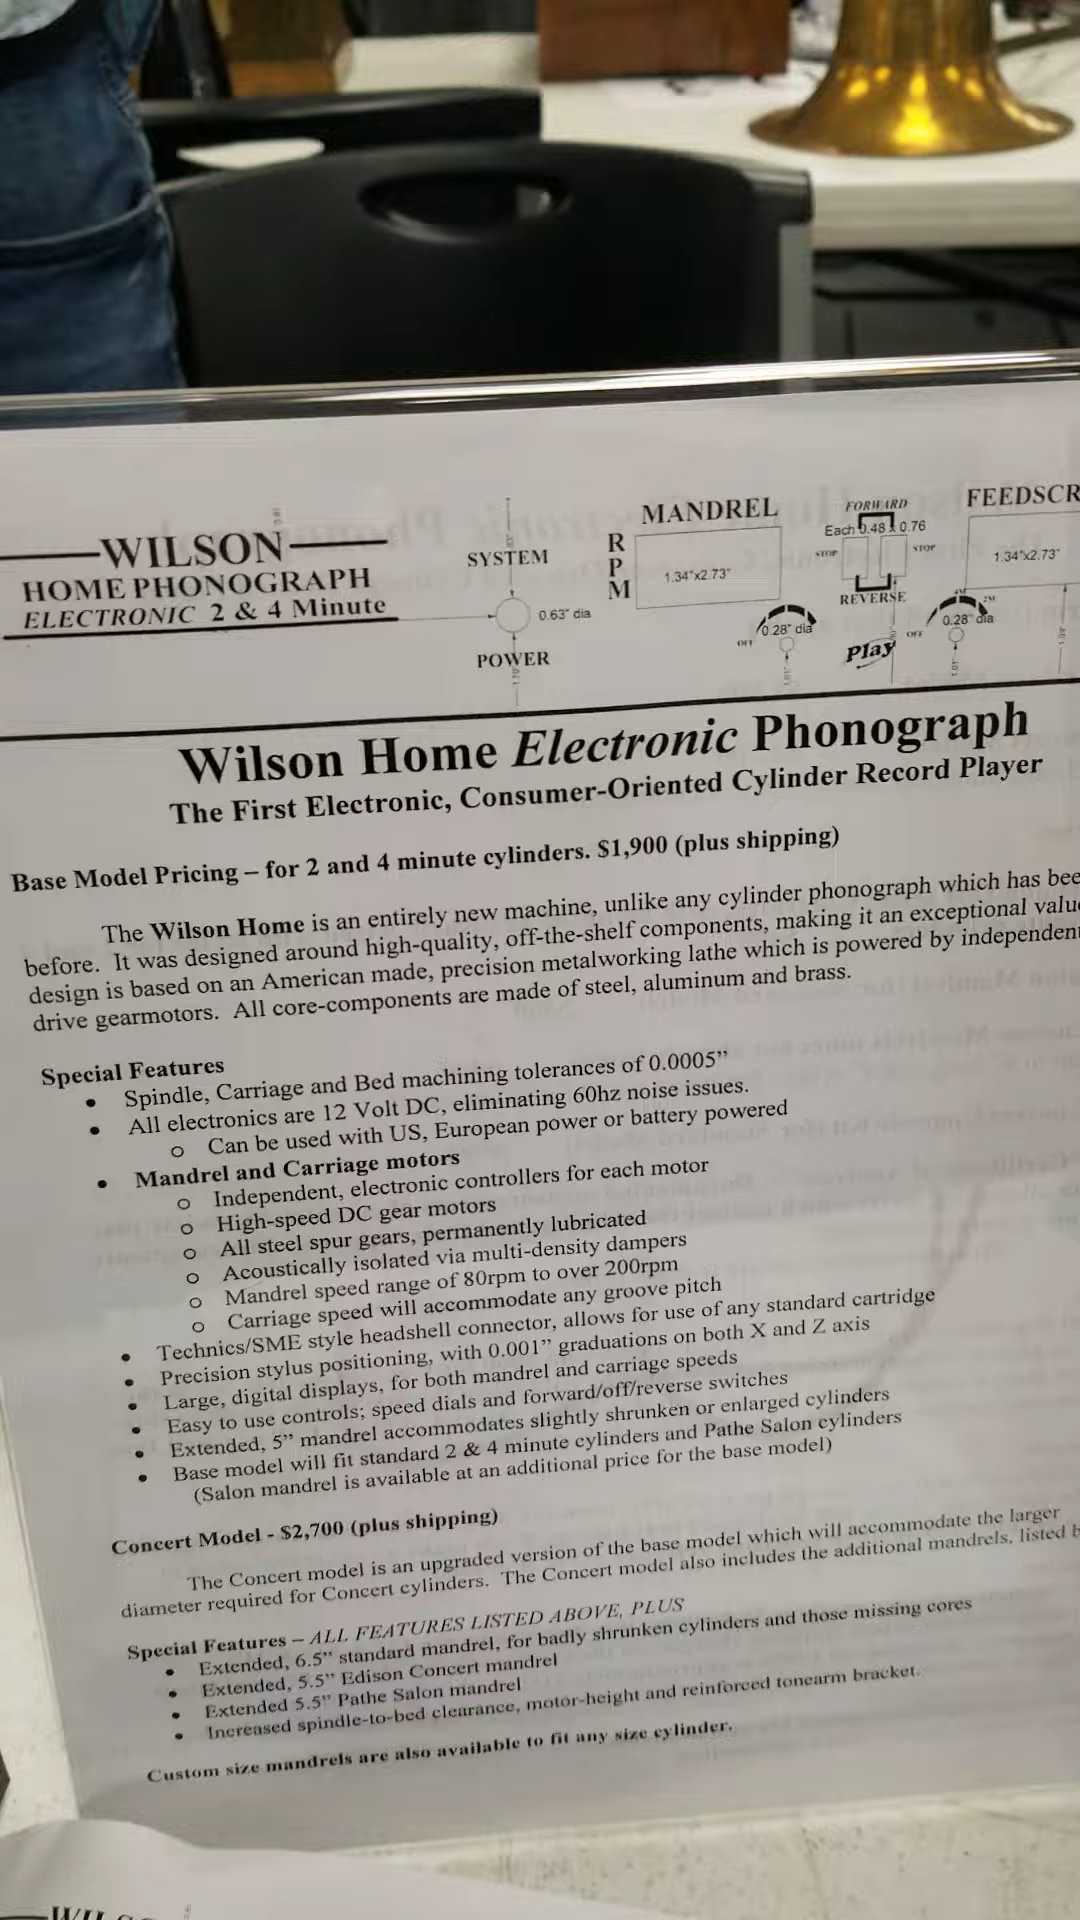 WILSON
HOME PHONOGRAPH
ELECTRONIC 2 & 4 Minute
SYSTEM
0.63" dia
POWER
RPM
MANDREL
1.34"x2.73"
OFF
0.28" dia
FORWARD
Each 0.48 x 0.76
STOP
STOP
REVERSE
Play
FEEDSCR
1.34"x2.73"
OFF
0.28" dia
Wilson Home Electronic Phonograph
The First Electronic, Consumer-Oriented Cylinder Record Player
Base Model Pricing – for 2 and 4 minute cylinders. $1,900 (plus shipping)
The Wilson Home is an entirely new machine, unlike any cylinder phonograph which has bee
before. It was designed around high-quality, off-the-shelf components, making it an exceptional valu
design is based on an American made, precision metalworking lathe which is powered by independent
drive gearmotors. All core-components are made of steel, aluminum and brass.
Special Features
• Spindle, Carriage and Bed machining tolerances of 0.0005”
• All electronics are 12 Volt DC, eliminating 60hz noise issues.
o Can be used with US, European power or battery powered
• Mandrel and Carriage motors
o Independent, electronic controllers for each motor
o High-speed DC gear motors
o All steel spur gears, permanently lubricated
o Acoustically isolated via multi-density dampers
o Mandrel speed range of 80rpm to over 200rpm
o Carriage speed will accommodate any groove pitch
• Technics/SME style headshell connector, allows for use of any standard cartridge
• Precision stylus positioning, with 0.001” graduations on both X and Z axis
• Large, digital displays, for both mandrel and carriage speeds
• Easy to use controls; speed dials and forward/off/reverse switches
• Extended, 5” mandrel accommodates slightly shrunken or enlarged cylinders
• Base model will fit standard 2 & 4 minute cylinders and Pathe Salon cylinders
(Salon mandrel is available at an additional price for the base model)
Concert Model - $2,700 (plus shipping)
The Concert model is an upgraded version of the base model which will accommodate the larger
diameter required for Concert cylinders. The Concert model also includes the additional mandrels, listed b
Special Features – ALL FEATURES LISTED ABOVE, PLUS
• Extended, 6.5” standard mandrel, for badly shrunken cylinders and those missing cores
• Extended, 5.5” Edison Concert mandrel
• Extended 5.5” Pathe Salon mandrel
• Increased spindle-to-bed clearance, motor-height and reinforced tonearm bracket.
Custom size mandrels are also available to fit any size cylinder.